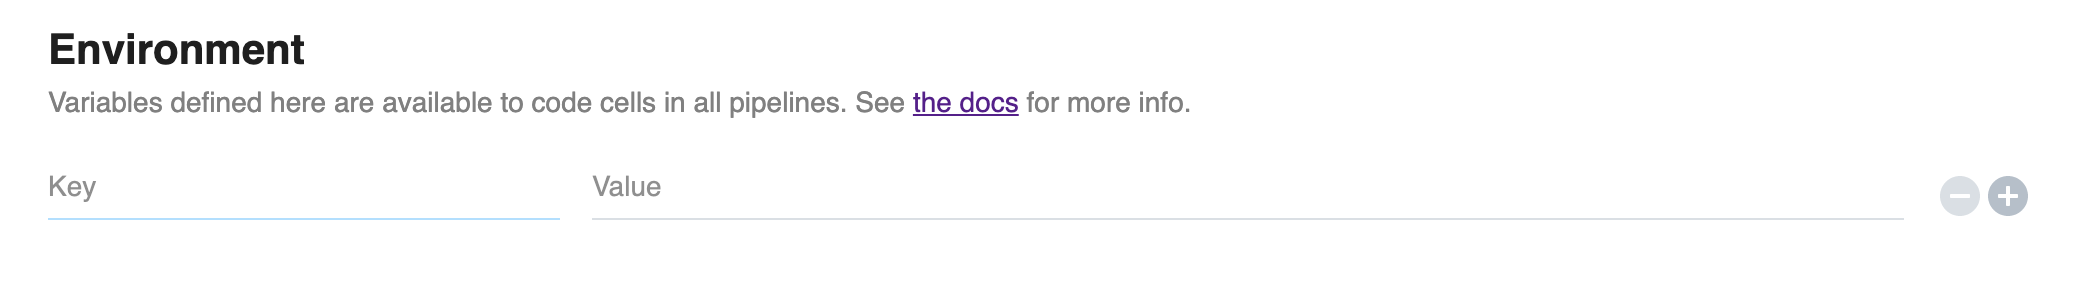 Environment
Variables defined here are available to code cells in all pipelines. See the docs for more info.
Key Value